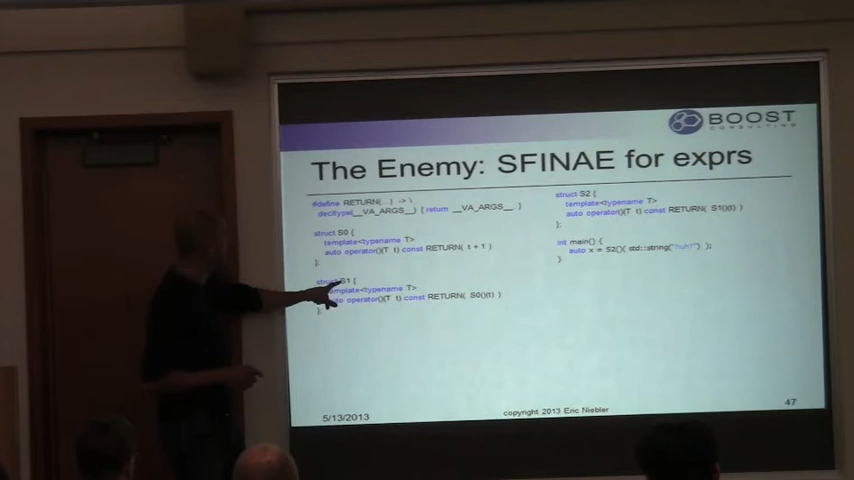 BOOST
CONSULTING
The Enemy: SFINAE for exprs
#define RETURN(...) -> \
decltype(__VA_ARGS__) { return __VA_ARGS__; }
struct S0 {
template<typename T>
auto operator()(T t) const RETURN( t + 1 )
};
struct S1 {
template<typename T>
auto operator()(T t) const RETURN( S0()(t) )
};
struct S2 {
template<typename T>
auto operator()(T t) const RETURN( S1()(t) )
};
int main() {
auto x = S2()( std::string("huh?") );
}
5/13/2013
copyright 2013 Eric Niebler
47